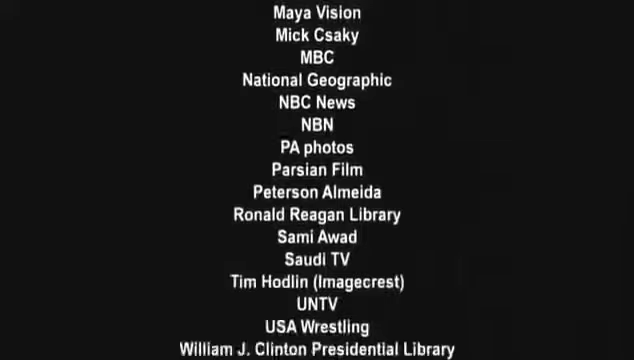 Maya Vision
Mick Csaky
MBC
National Geographic
NBC News
NBN
PA photos
Parsian Film
Peterson Almeida
Ronald Reagan Library
Sami Awad
Saudi TV
Tim Hodlin (Imagecrest)
UNTV
USA Wrestling
William J. Clinton Presidential Library